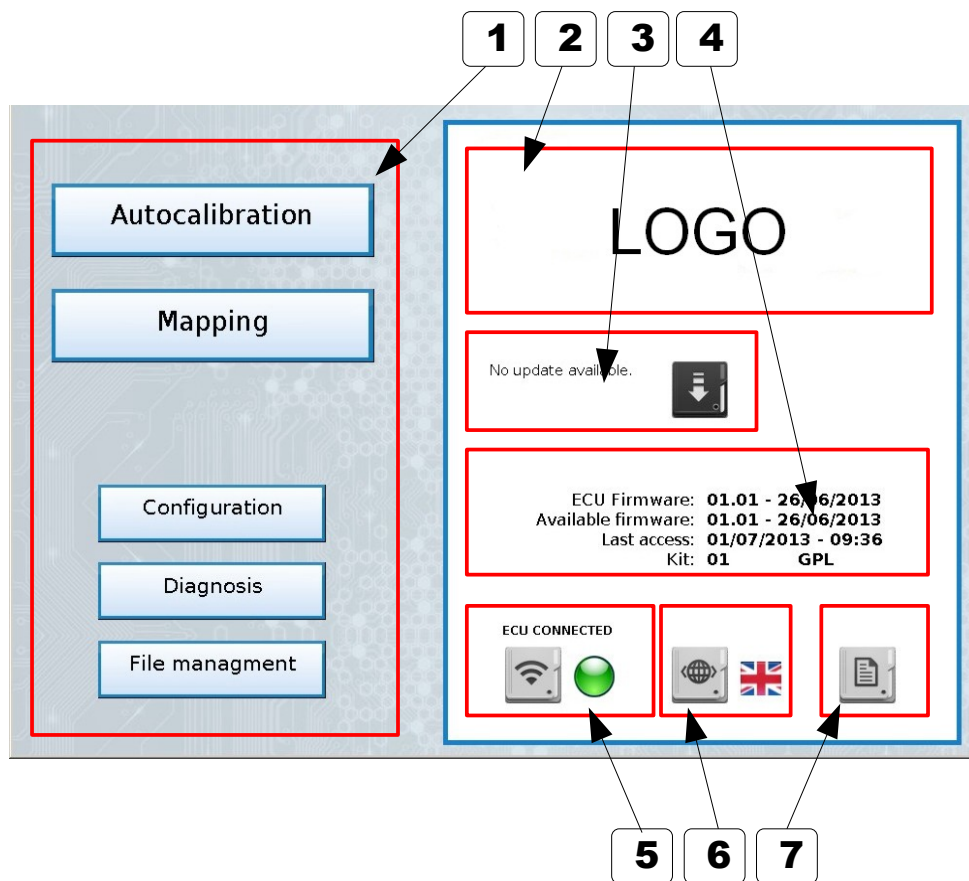 1 2 3 4
Autocalibration
Mapping
Configuration
Diagnosis
File managment
LOGO
No update available.
ECU Firmware: 01.01 - 26/06/2013
Available firmware: 01.01 - 26/06/2013
Last access: 01/07/2013 - 09:36
Kit: 01 GPL
ECU CONNECTED
5 6 7